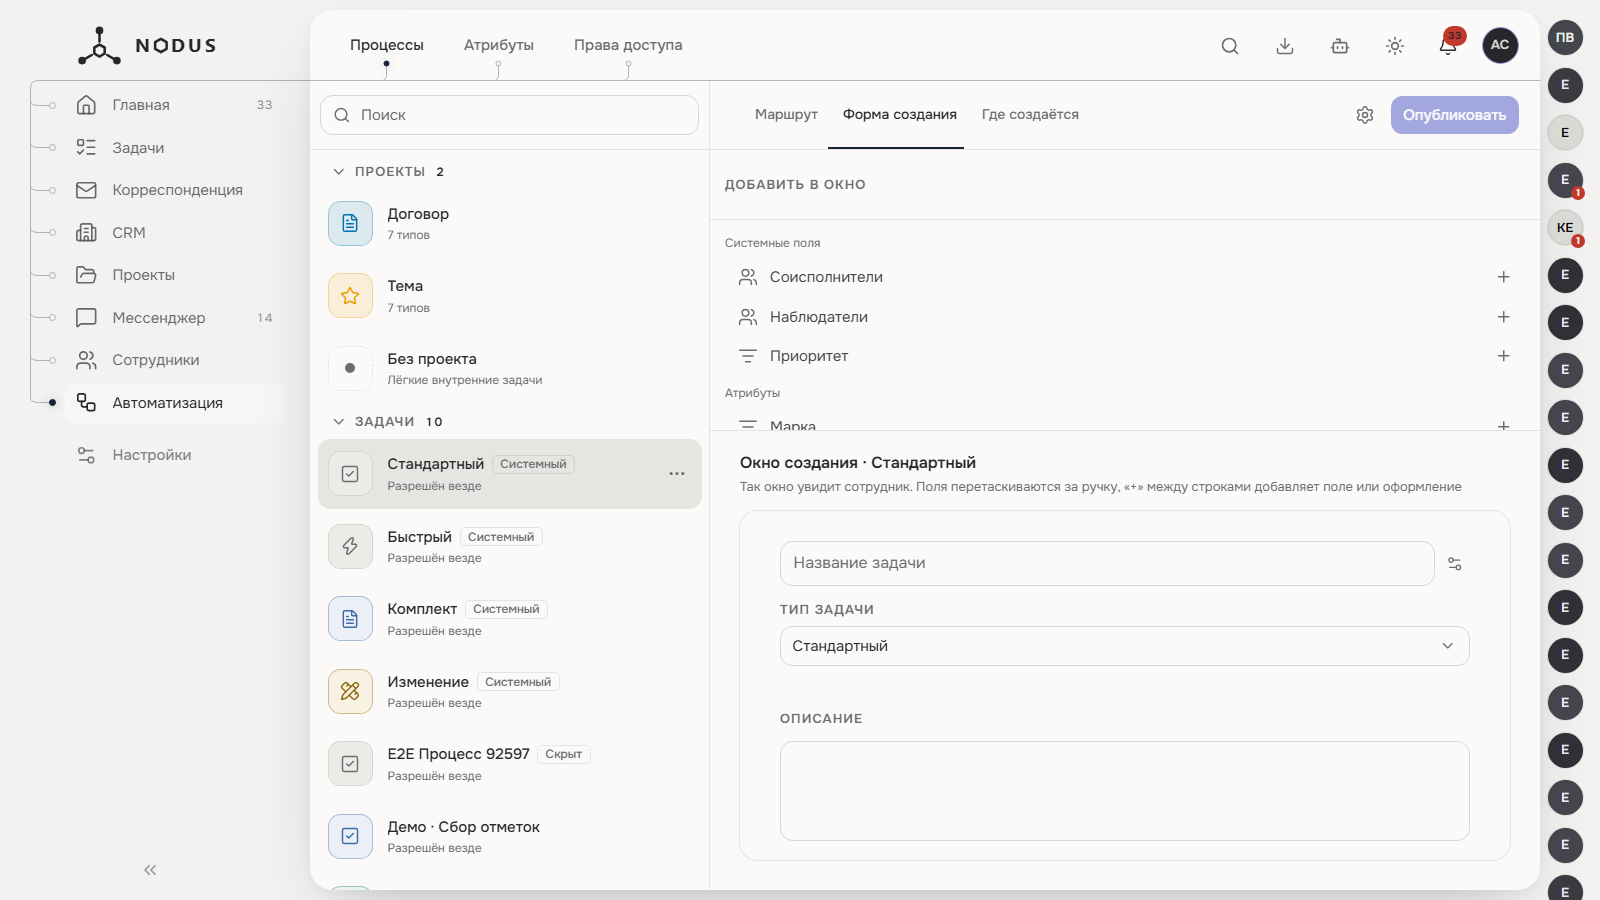 NODUS
Процессы
Атрибуты
Права доступа
33
АС
Главная 33
Задачи
Корреспонденция
CRM
Проекты
Мессенджер 14
Сотрудники
Автоматизация
Настройки
Поиск
ПРОЕКТЫ 2
Договор
7 типов
Тема
7 типов
Без проекта
Лёгкие внутренние задачи
ЗАДАЧИ 10
Стандартный Системный
Разрешён везде
Быстрый Системный
Разрешён везде
Комплект Системный
Разрешён везде
Изменение Системный
Разрешён везде
E2E Процесс 92597 Скрыт
Разрешён везде
Демо · Сбор отметок
Разрешён везде
Маршрут
Форма создания
Где создаётся
Опубликовать
ДОБАВИТЬ В ОКНО
Системные поля
Соисполнители
Наблюдатели
Приоритет
Атрибуты
Марка
Окно создания · Стандартный
Так окно увидит сотрудник. Поля перетаскиваются за ручку, «+» между строками добавляет поле или оформление
Название задачи
ТИП ЗАДАЧИ
Стандартный
ОПИСАНИЕ
ПВ
E
E
E
1
КЕ
1
E
E
E
E
E
E
E
E
E
E
E
E
E
E